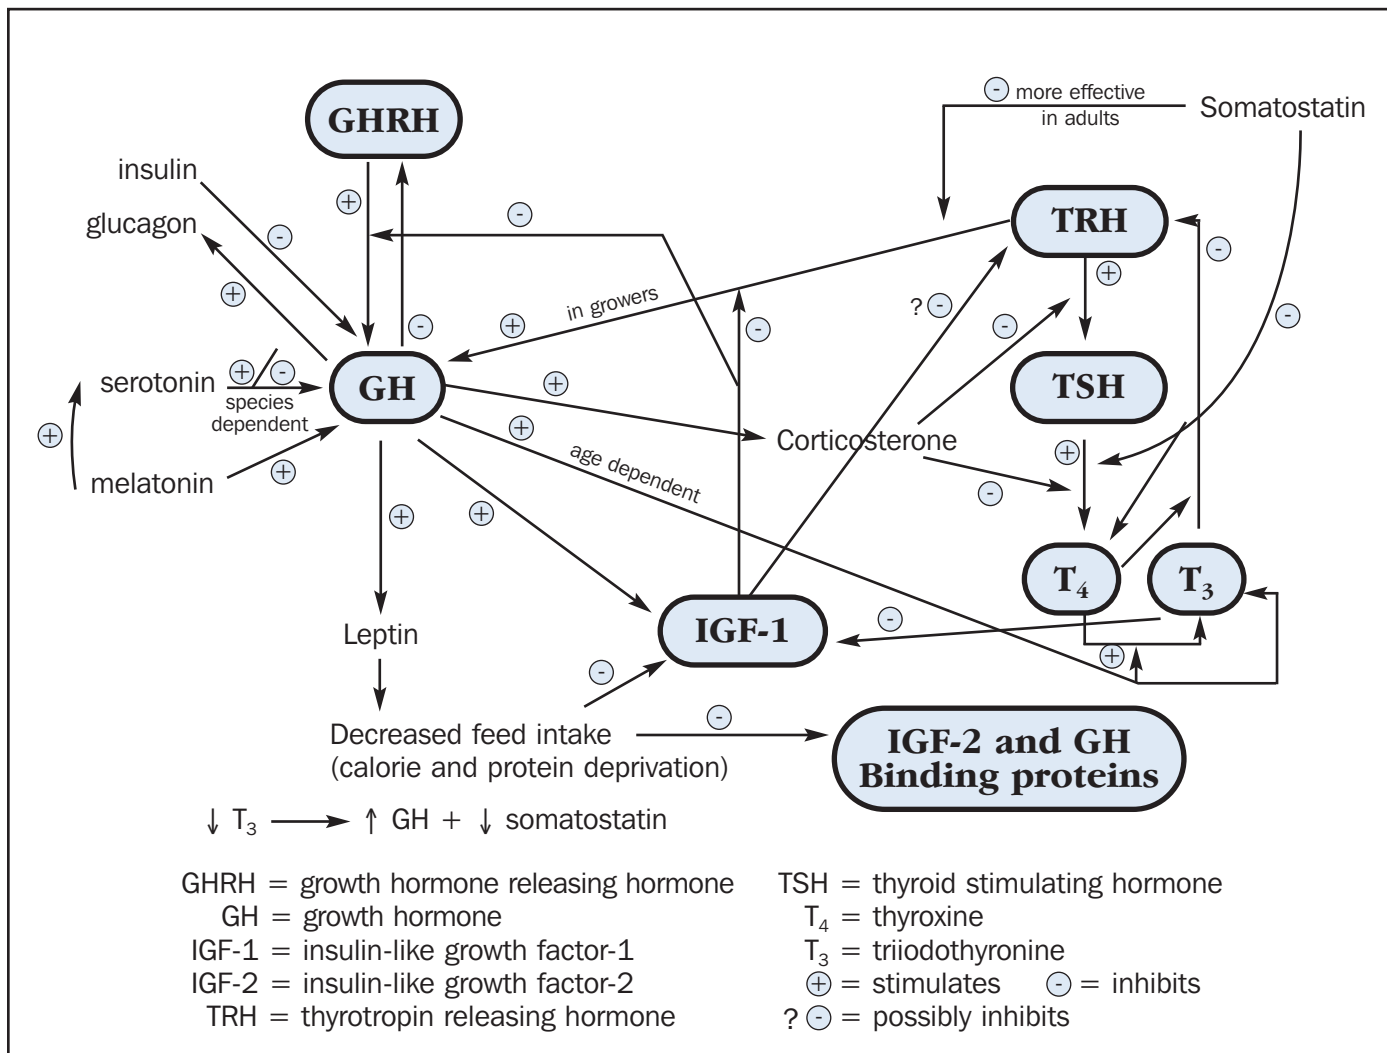 GHRH
insulin
glucagon
+
-
-
- more effective
in adults
Somatostatin
TRH
-
+
+
-
in growers
+
-
? -
-
+
-
-
serotonin
+ -
species
dependent
GH
+
TSH
+
melatonin
+
+
age dependent
Corticosterone
+
-
+
+
T4
T3
Leptin
IGF-1
-
+
-
Decreased feed intake
(calorie and protein deprivation)
-
IGF-2 and GH
Binding proteins
↓ T3 → ↑ GH + ↓ somatostatin
GHRH = growth hormone releasing hormone
GH = growth hormone
IGF-1 = insulin-like growth factor-1
IGF-2 = insulin-like growth factor-2
TRH = thyrotropin releasing hormone
TSH = thyroid stimulating hormone
T4 = thyroxine
T3 = triiodothyronine
+ = stimulates - = inhibits
? - = possibly inhibits